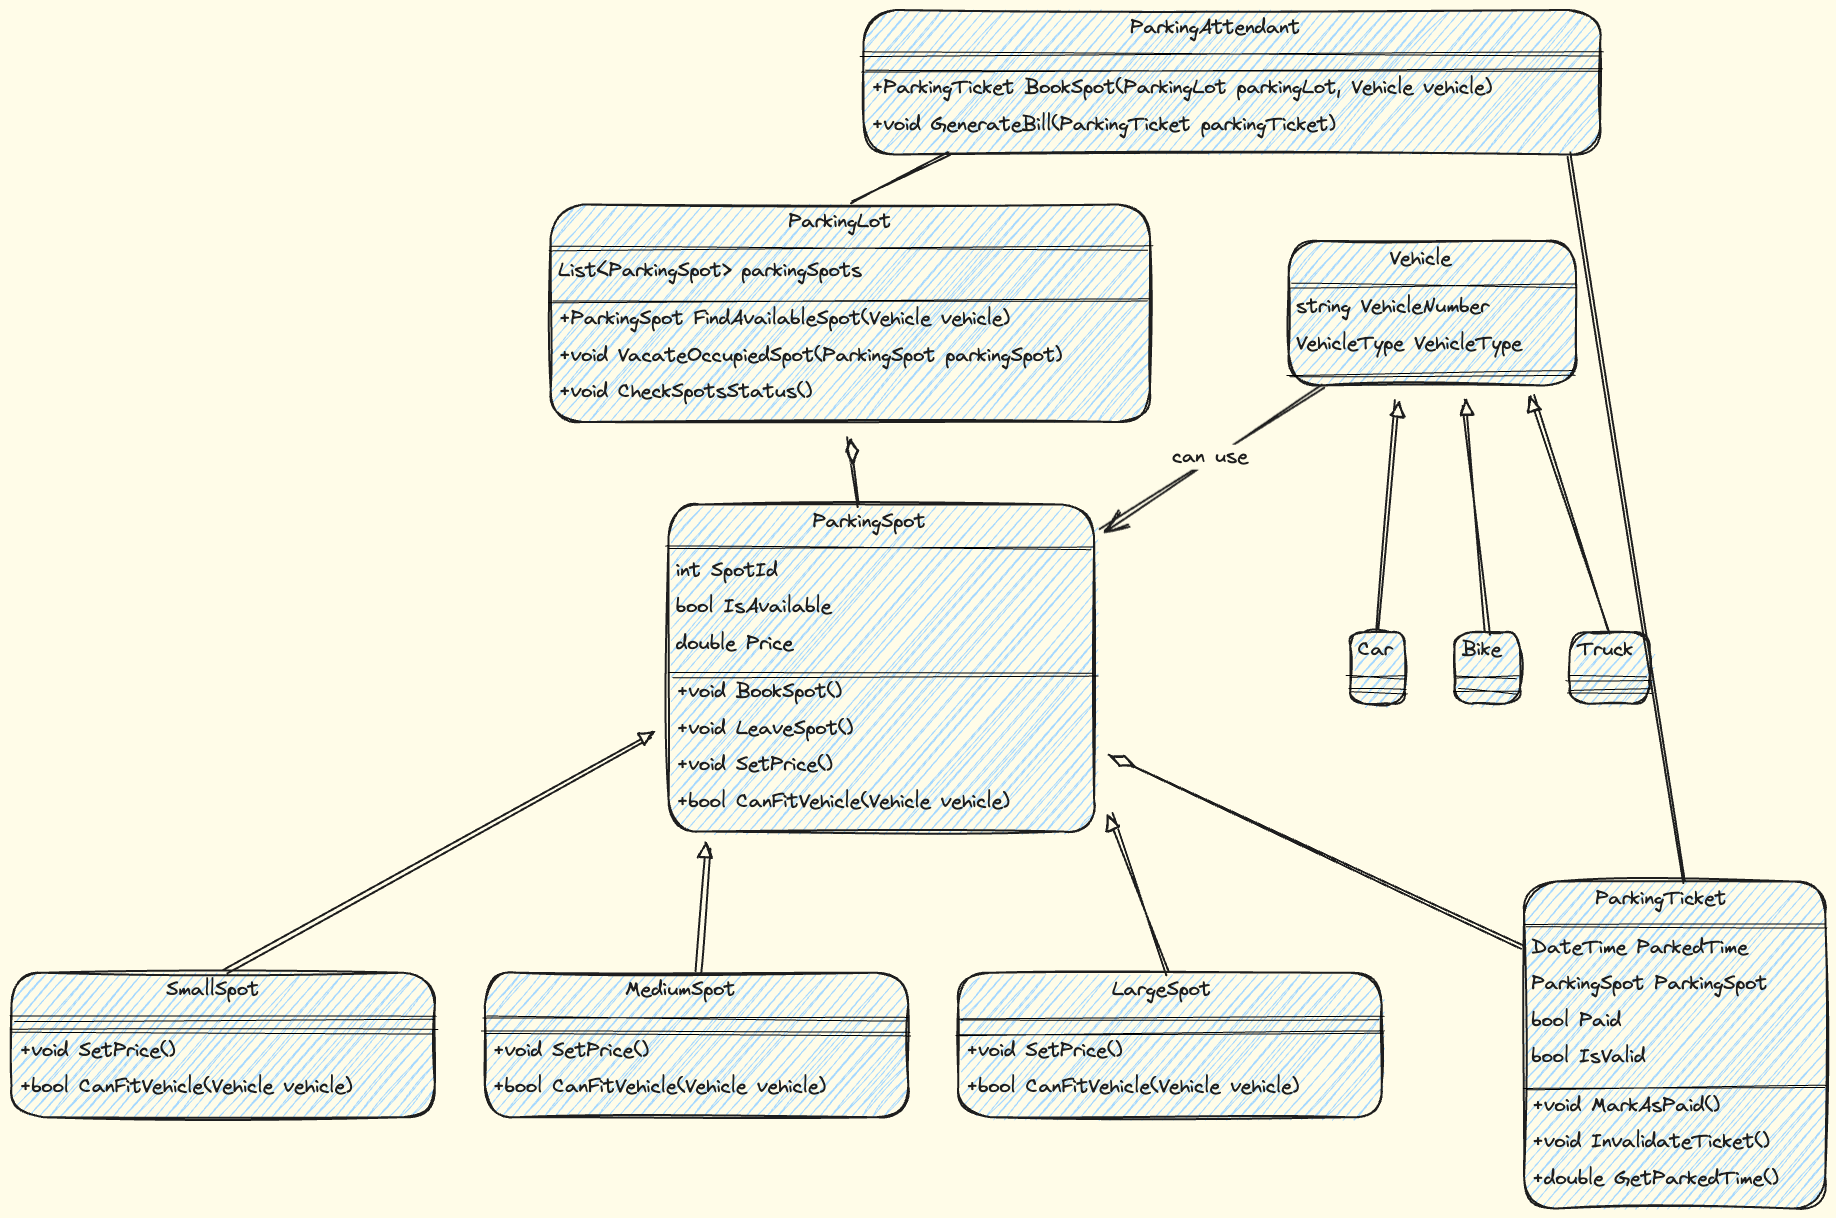 ParkingAttendant
+ParkingTicket BookSpot(ParkingLot parkingLot, Vehicle vehicle)
+void GenerateBill(ParkingTicket parkingTicket)
ParkingLot
List<ParkingSpot> parkingSpots
+ParkingSpot FindAvailableSpot(Vehicle vehicle)
+void VacateOccupiedSpot(ParkingSpot parkingSpot)
+void CheckSpotsStatus()
Vehicle
string VehicleNumber
VehicleType VehicleType
can use
ParkingSpot
int SpotId
bool IsAvailable
double Price
+void BookSpot()
+void LeaveSpot()
+void SetPrice()
+bool CanFitVehicle(Vehicle vehicle)
Car
Bike
Truck
SmallSpot
+void SetPrice()
+bool CanFitVehicle(Vehicle vehicle)
MediumSpot
+void SetPrice()
+bool CanFitVehicle(Vehicle vehicle)
LargeSpot
+void SetPrice()
+bool CanFitVehicle(Vehicle vehicle)
ParkingTicket
DateTime ParkedTime
ParkingSpot ParkingSpot
bool Paid
bool IsValid
+void MarkAsPaid()
+void InvalidateTicket()
+double GetParkedTime()